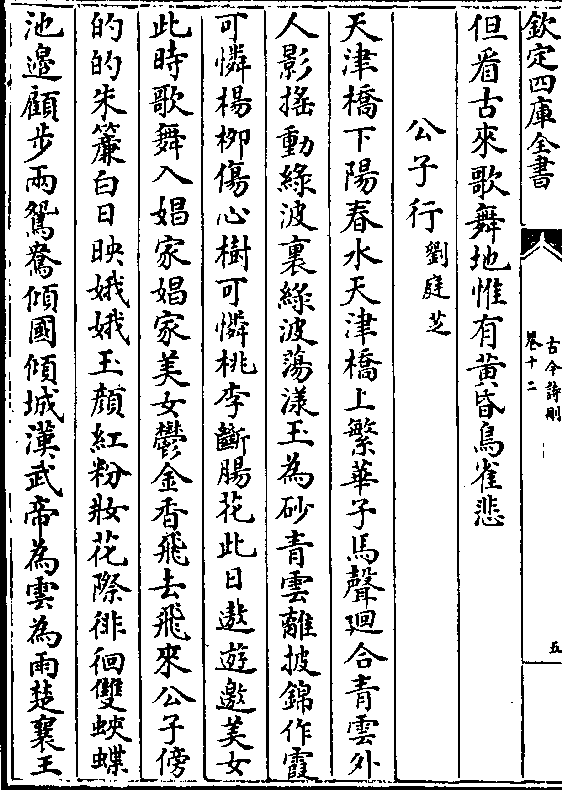 欽定四庫全書
古今詩刪
卷十二
五
但看古來歌舞地惟有黃昏鳥雀悲
公子行 劉庭芝
天津橋下陽春水天津橋上繁華子馬聲迴合青雲外
人影搖動綠波裏綠波蕩漾玉為砂青雲離披錦作霞
可憐楊柳傷心樹可憐桃李斷腸花此日遨遊邀美女
此時歌舞入娼家娼家美女鬱金香飛去飛來公子傍
的的朱簾白日映娥娥玉顏紅粉妝花際徘徊雙蛺蝶
池邊顧步兩鴛鴦傾國傾城漢武帝為雲為雨楚襄王